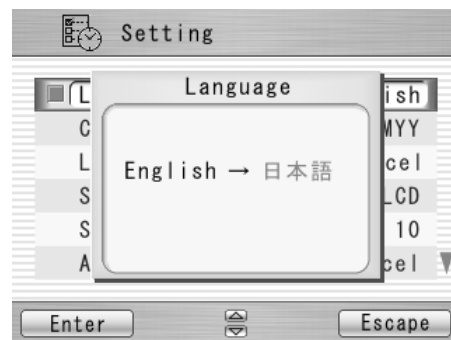 Setting
Language
L ish
C MYY
L cel
English → 日本語
S LCD
S 10
A cel
Enter Escape